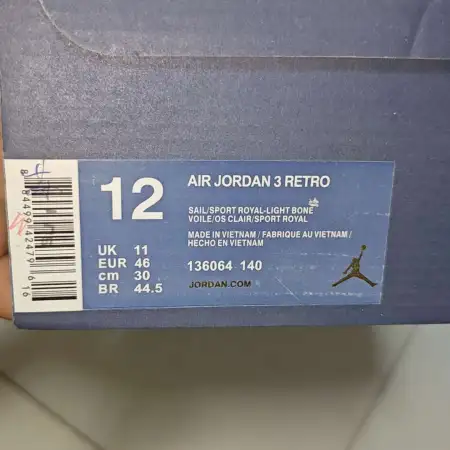 12
AIR JORDAN 3 RETRO
SAIL/SPORT ROYAL-LIGHT BONE
VOILE/OS CLAIR/SPORT ROYAL
MADE IN VIETNAM / FABRIQUE AU VIETNAM /
HECHO EN VIETNAM
UK 11
EUR 46
cm 30
BR 44.5
136064 140
JORDAN.COM